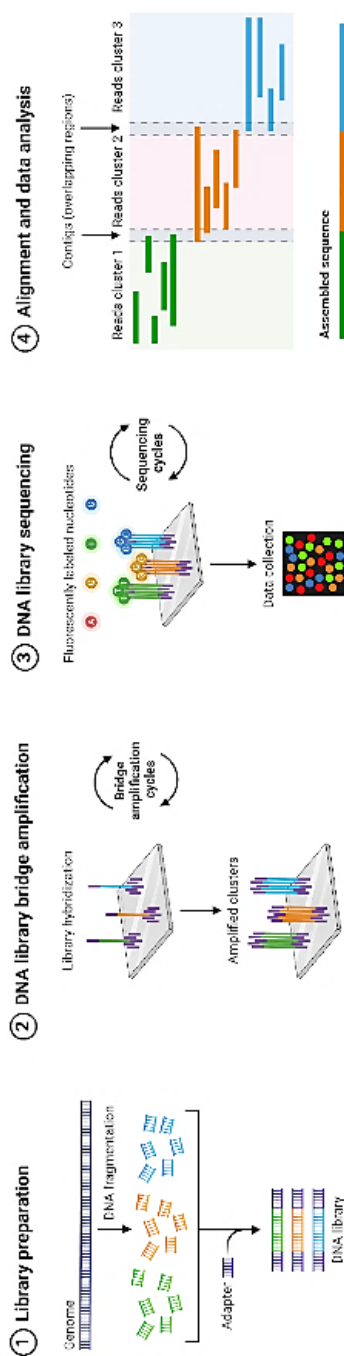 ① Library preparation
Genome
DNA fragmentation
Adapter
DNA library
② DNA library bridge amplification
Library hybridization
Bridge
amplification
cycles
Amplified clusters
③ DNA library sequencing
Fluorescently labeled nucleotides
A
G
Sequencing
cycles
Data collection
④ Alignment and data analysis
Contigs (overlapping regions)
Reads cluster 1
Reads cluster 2
Reads cluster 3
Assembled sequence